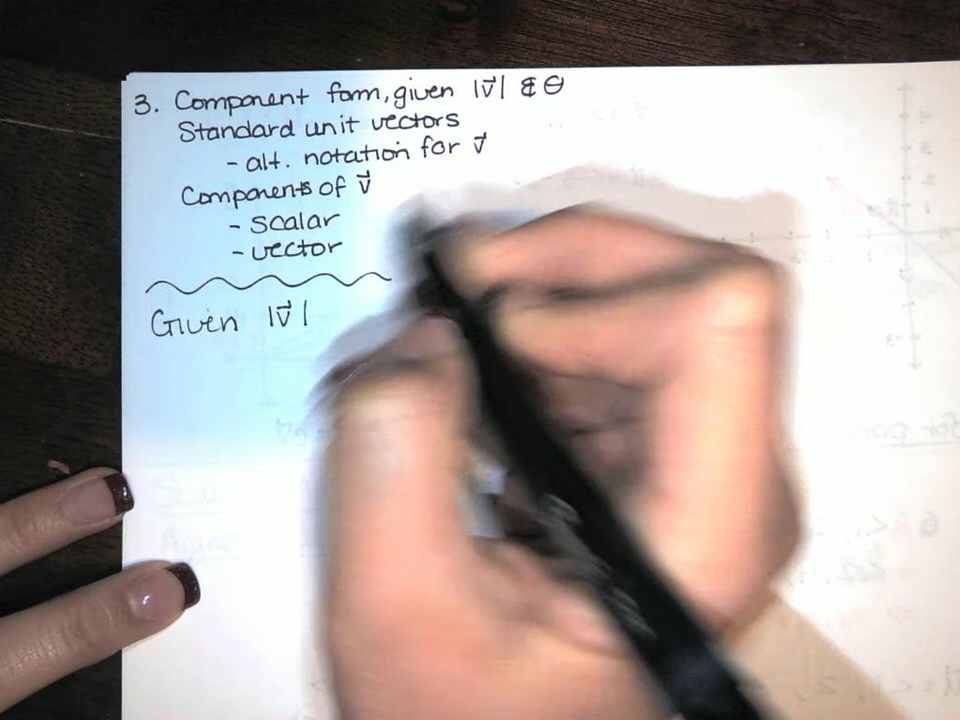 3. Component form, given |v⃗| & θ
Standard unit vectors
- alt. notation for v⃗
Components of v⃗
- scalar
- vector
Given |v⃗|